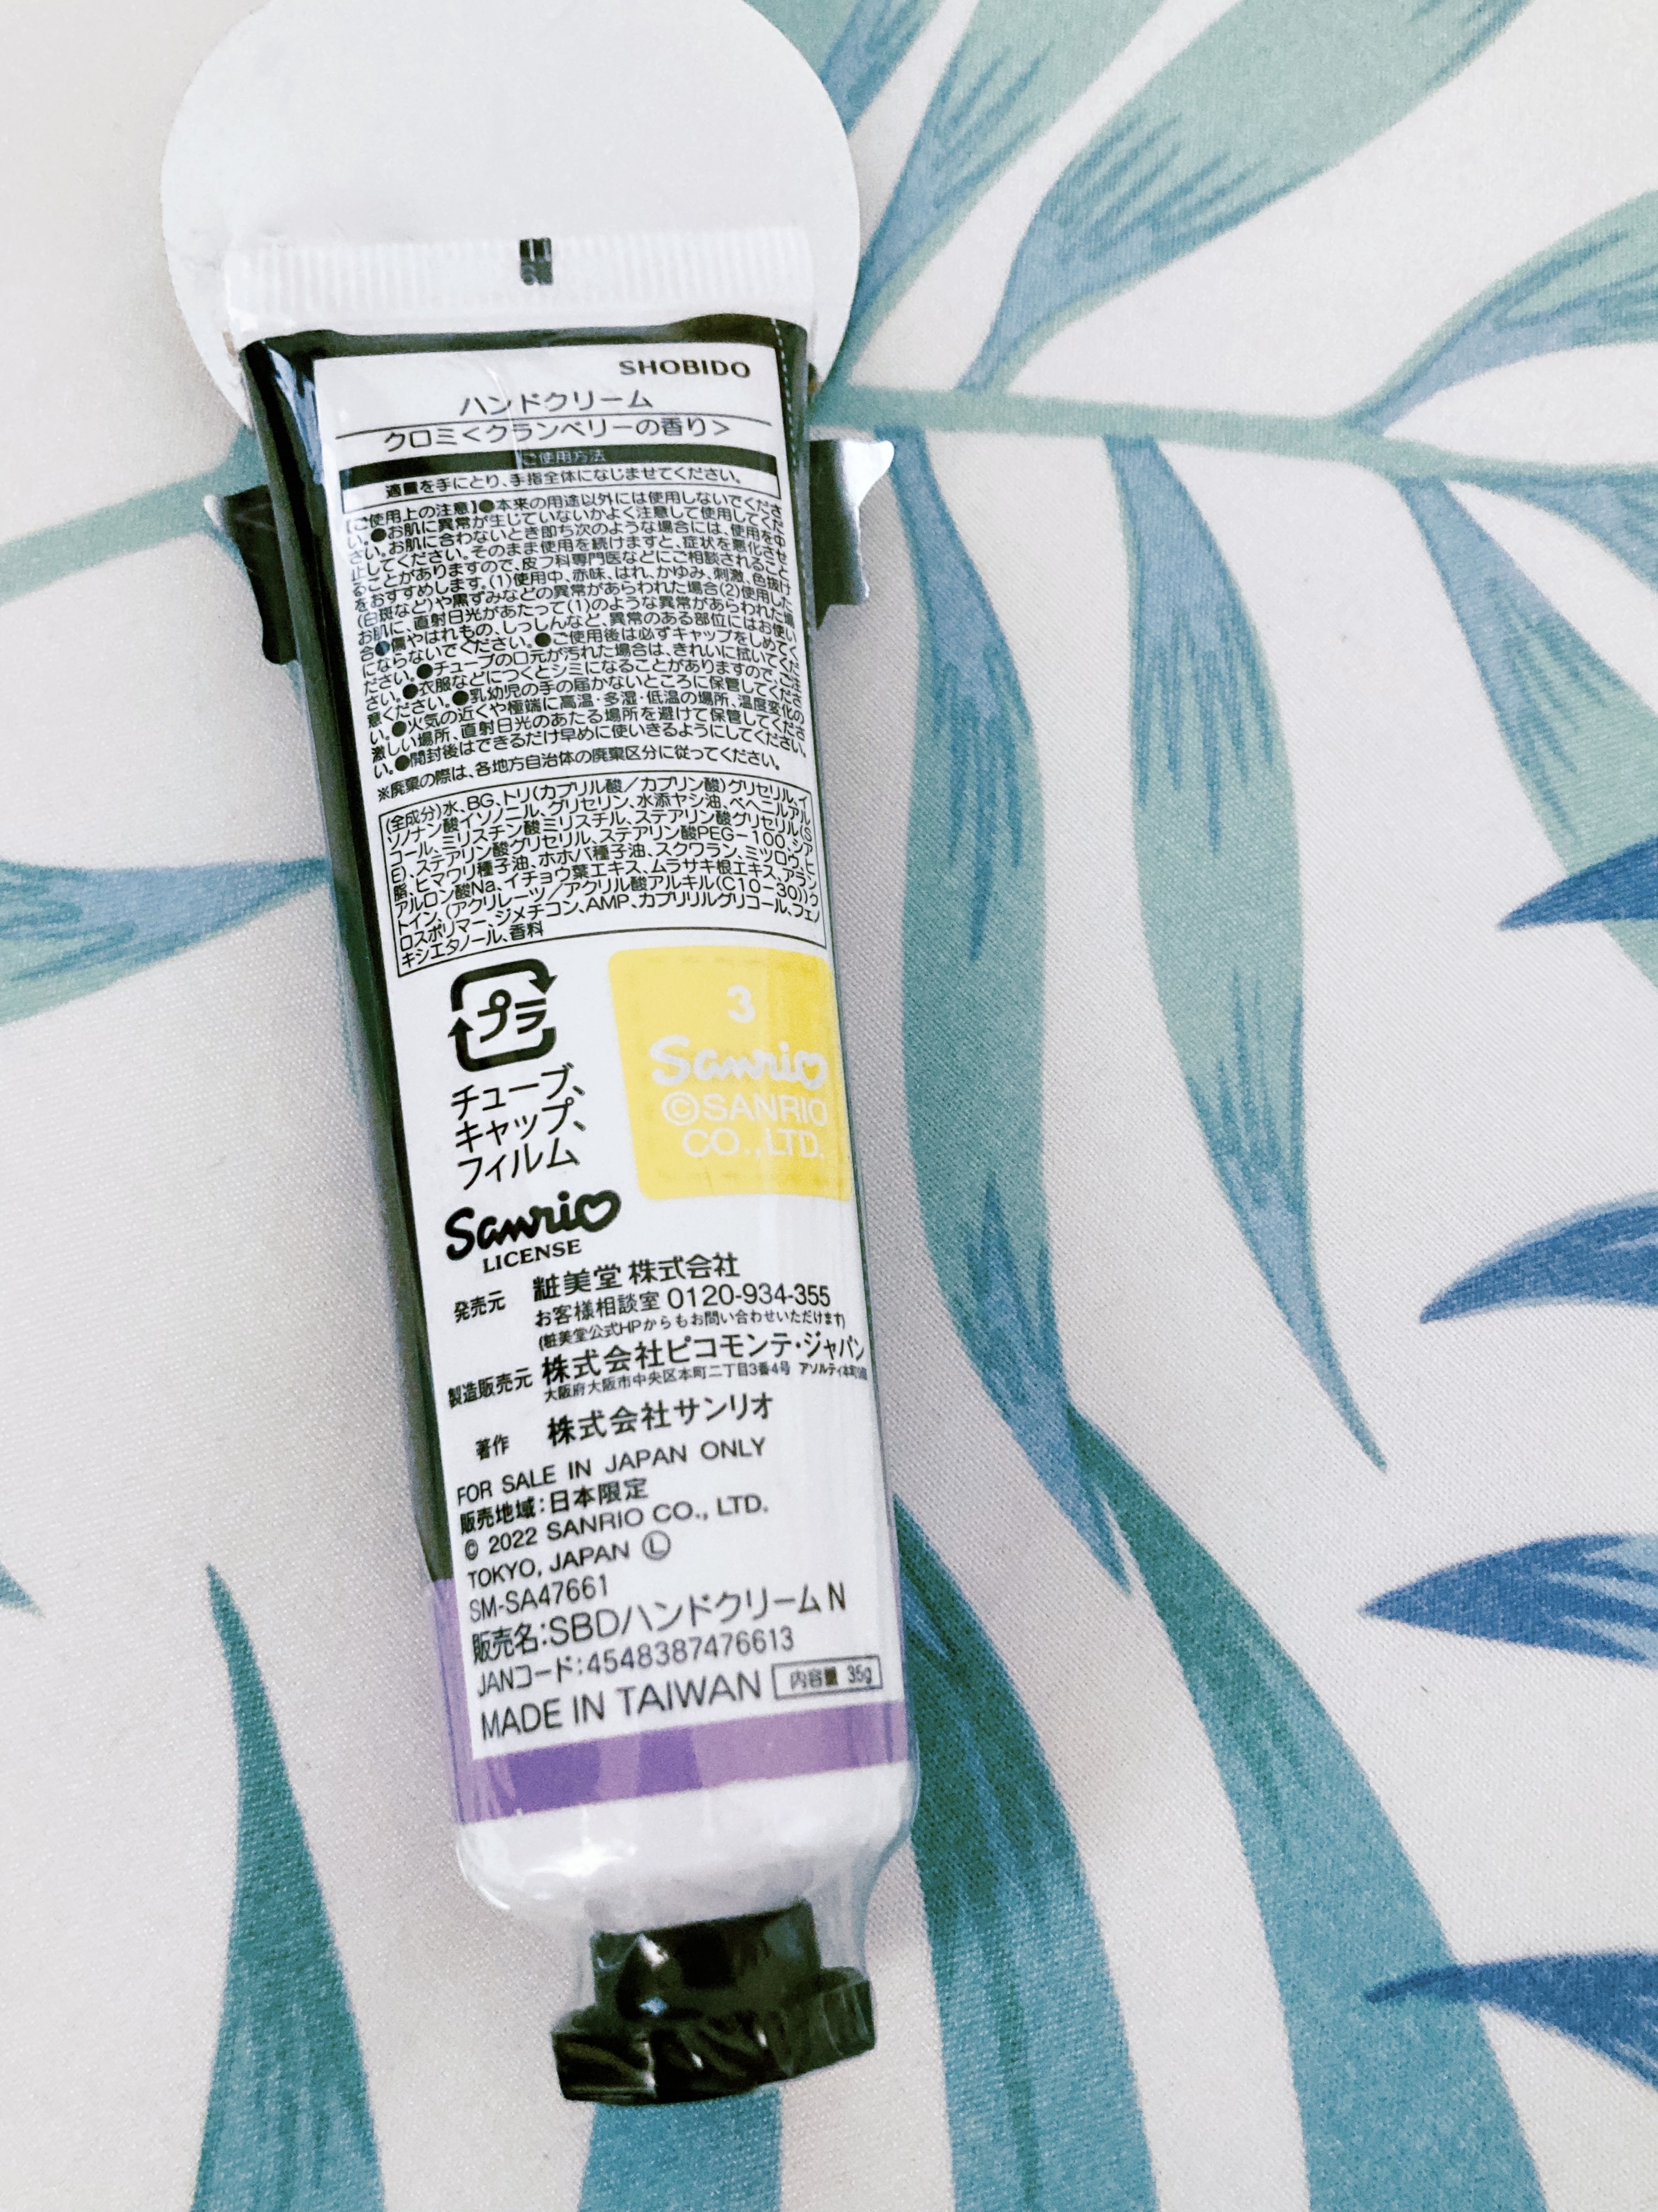 SHOBIDO
ハンドクリーム
クロミ＜クランベリーの香り＞
ご使用方法
適量を手にとり、手指全体になじませてください。
【ご使用上の注意】●本来の用途以外には使用しないでくださ
い。●お肌に異常が生じていないかよく注意して使用してくだ
さい。お肌に合わないとき即ち次のような場合には、使用を中
止してください。そのまま使用を続けますと、症状を悪化させ
ることがありますので、皮フ科専門医などにご相談されること
をおすすめします。(1)使用中、赤味、はれ、かゆみ、刺激、色抜け
(白斑など)や黒ずみなどの異常があらわれた場合(2)使用した
お肌に、直射日光があたって(1)のような異常があらわれた場
合●傷やはれもの、しっしんなど、異常のある部位にはお使い
にならないでください。●ご使用後は必ずキャップをしめてく
ださい。●チューブの口元が汚れた場合は、きれいに拭いてくだ
さい。●衣服などにつくとシミになることがありますので、ご注
意ください。●乳幼児の手の届かないところに保管してくださ
い。●火気の近くや極端に高温・多湿・低温の場所、温度変化の
激しい場所、直射日光のあたる場所を避けて保管してくださ
い。●開封後はできるだけ早めに使いきるようにしてください。
※廃棄の際は、各地方自治体の廃棄区分に従ってください。
(全成分)水、BG、トリ(カプリル酸／カプリン酸)グリセリル、イ
ソノナン酸イソノニル、グリセリン、水添ヤシ油、ベヘニルアル
コール、ミリスチン酸ミリスチル、ステアリン酸グリセリル(S
E)、ステアリン酸グリセリル、ステアリン酸PEG-100、シア
脂、ヒマワリ種子油、ホホバ種子油、スクワラン、ミツロウ、ヒ
アルロン酸Na、イチョウ葉エキス、ムラサキ根エキス、アラン
トイン、(アクリレーツ／アクリル酸アルキル(C10-30))ク
ロスポリマー、ジメチコン、AMP、カプリリルグリコール、フェノ
キシエタノール、香料
プラ
チューブ、
キャップ、
フィルム
3
Sanrio
©SANRIO
CO.,LTD.
Sanrio
LICENSE
発売元 粧美堂 株式会社
お客様相談室 0120-934-355
(粧美堂公式HPからもお問い合わせいただけます)
製造販売元 株式会社ピコモンテ・ジャパン
大阪府大阪市中央区本町二丁目3番4号 アソルティ本町
著作 株式会社サンリオ
FOR SALE IN JAPAN ONLY
販売地域：日本限定
© 2022 SANRIO CO., LTD.
TOKYO, JAPAN Ⓛ
SM-SA47661
販売名：SBDハンドクリーム N
JANコード：4548387476613
MADE IN TAIWAN 内容量 35g